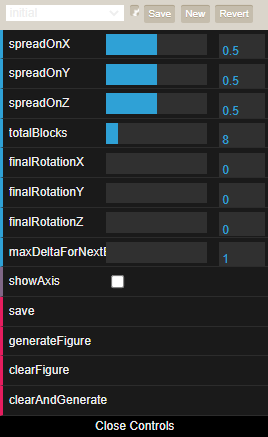 Initial Save New Revert
spreadOnX 0.5
spreadOnY 0.5
spreadOnZ 0.5
totalBlocks 8
finalRotationX 0
finalRotationY 0
finalRotationZ 0
maxDeltaForNextB 1
showAxis
save
generateFigure
clearFigure
clearAndGenerate
Close Controls